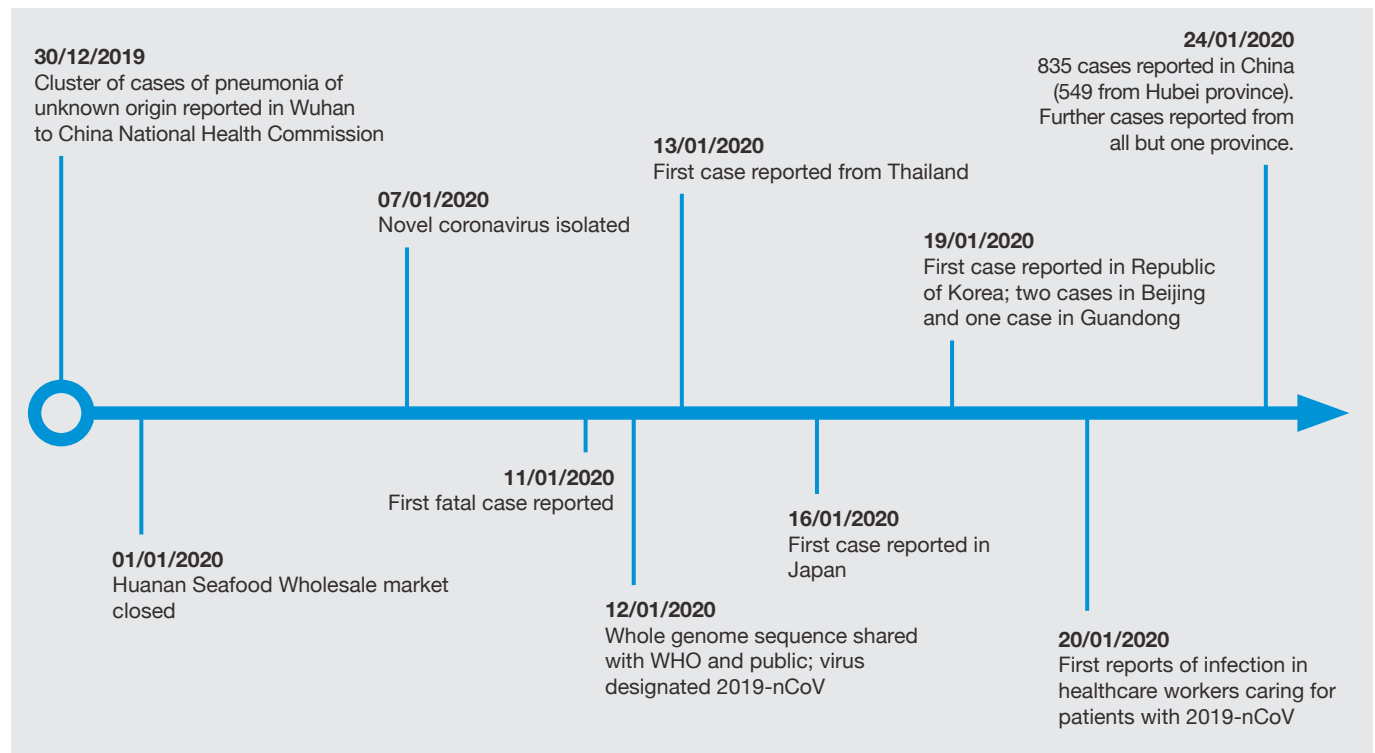 30/12/2019
Cluster of cases of pneumonia of
unknown origin reported in Wuhan
to China National Health Commission
01/01/2020
Huanan Seafood Wholesale market
closed
07/01/2020
Novel coronavirus isolated
11/01/2020
First fatal case reported
12/01/2020
Whole genome sequence shared
with WHO and public; virus
designated 2019-nCoV
13/01/2020
First case reported from Thailand
16/01/2020
First case reported in
Japan
19/01/2020
First case reported in Republic
of Korea; two cases in Beijing
and one case in Guandong
20/01/2020
First reports of infection in
healthcare workers caring for
patients with 2019-nCoV
24/01/2020
835 cases reported in China
(549 from Hubei province).
Further cases reported from
all but one province.